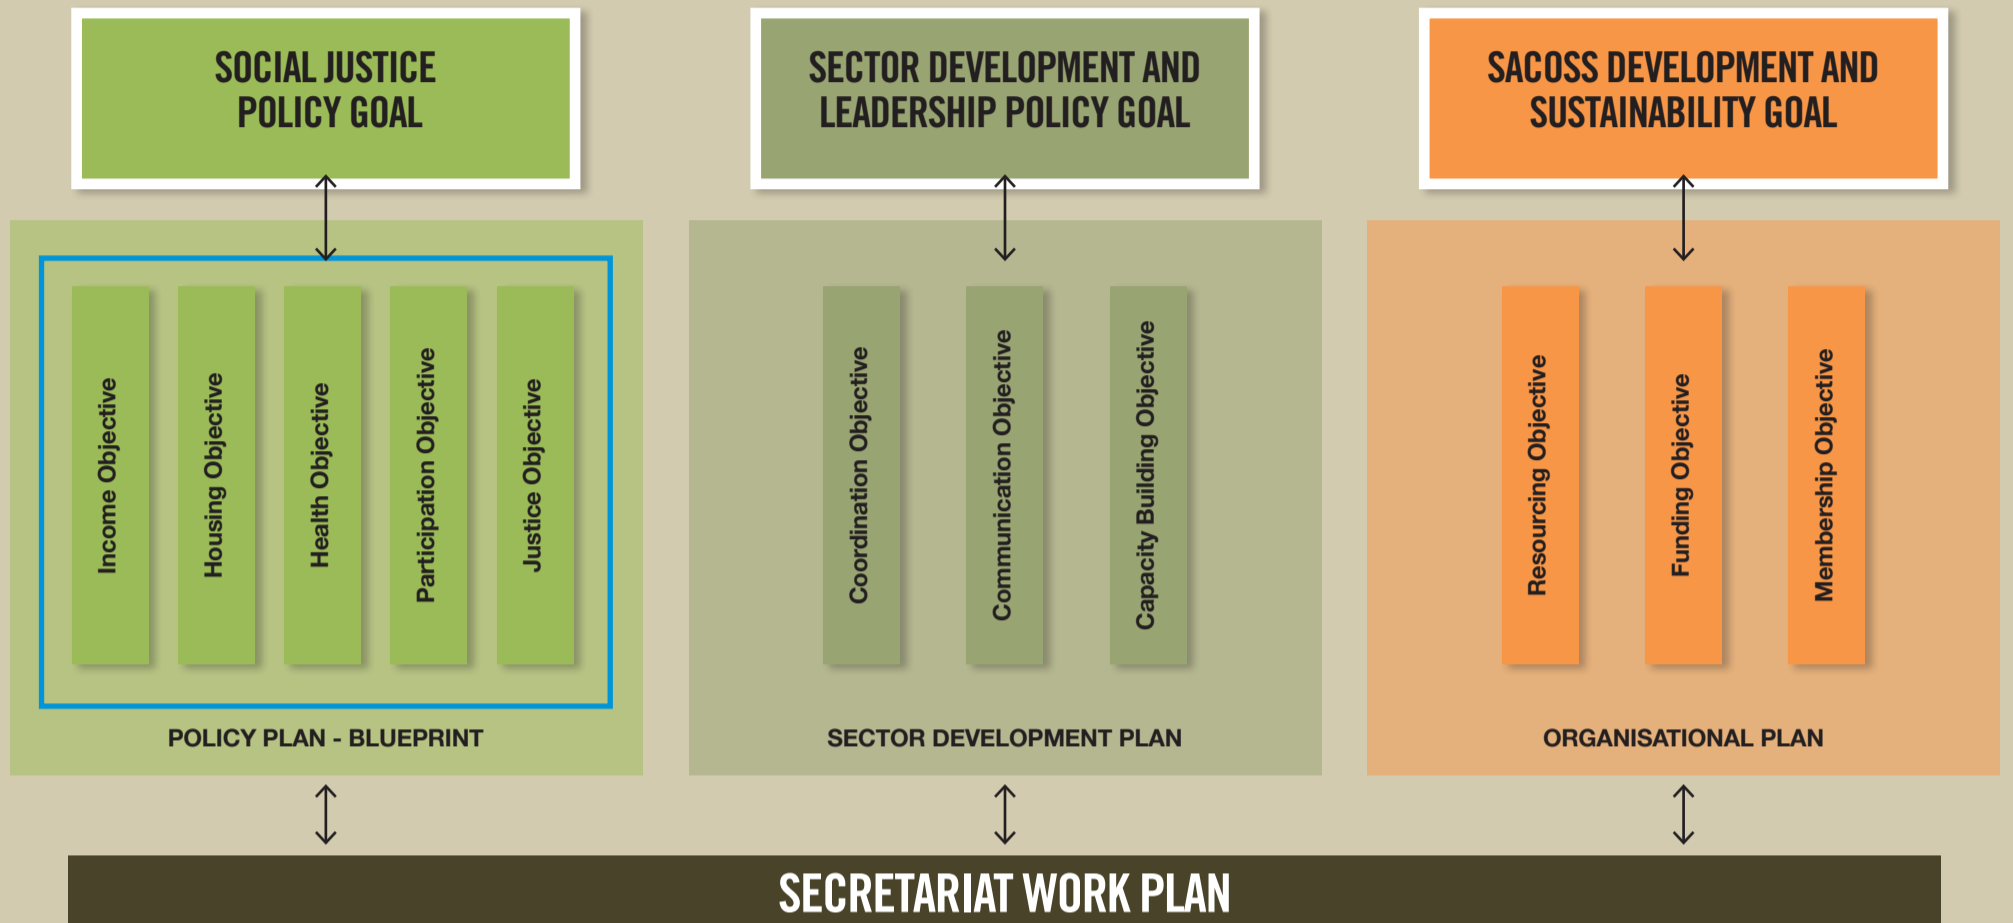 SOCIAL JUSTICE
POLICY GOAL
SECTOR DEVELOPMENT AND
LEADERSHIP POLICY GOAL
SACOSS DEVELOPMENT AND
SUSTAINABILITY GOAL
Income Objective
Housing Objective
Health Objective
Participation Objective
Justice Objective
POLICY PLAN - BLUEPRINT
Coordination Objective
Communication Objective
Capacity Building Objective
SECTOR DEVELOPMENT PLAN
Resourcing Objective
Funding Objective
Membership Objective
ORGANISATIONAL PLAN
SECRETARIAT WORK PLAN